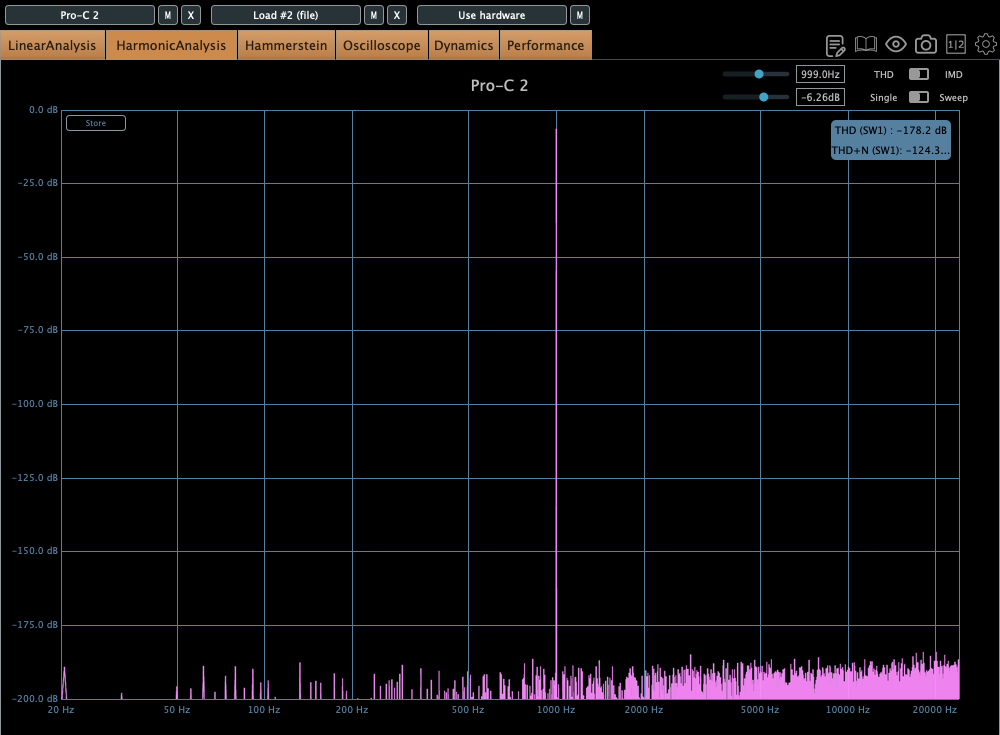 Pro-C 2 M X Load #2 (file) M X Use hardware M
LinearAnalysis HarmonicAnalysis Hammerstein Oscilloscope Dynamics Performance
1|2
Pro-C 2
999.0Hz THD IMD
-6.26dB Single Sweep
Store
THD (SW1) : -178.2 dB
THD+N (SW1): -124.3...
0.0 dB
-25.0 dB
-50.0 dB
-75.0 dB
-100.0 dB
-125.0 dB
-150.0 dB
-175.0 dB
-200.0 dB
20 Hz 50 Hz 100 Hz 200 Hz 500 Hz 1000 Hz 2000 Hz 5000 Hz 10000 Hz 20000 Hz